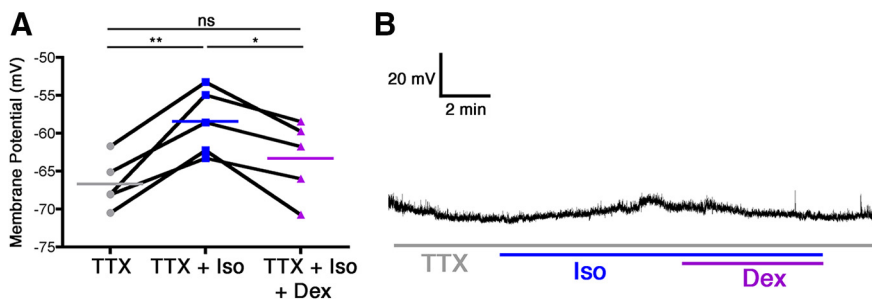 A
B
ns
**
*
-50
-55
-60
-65
-70
-75
Membrane Potential (mV)
TTX
TTX + Iso
TTX + Iso
+ Dex
20 mV
2 min
TTX
Iso
Dex